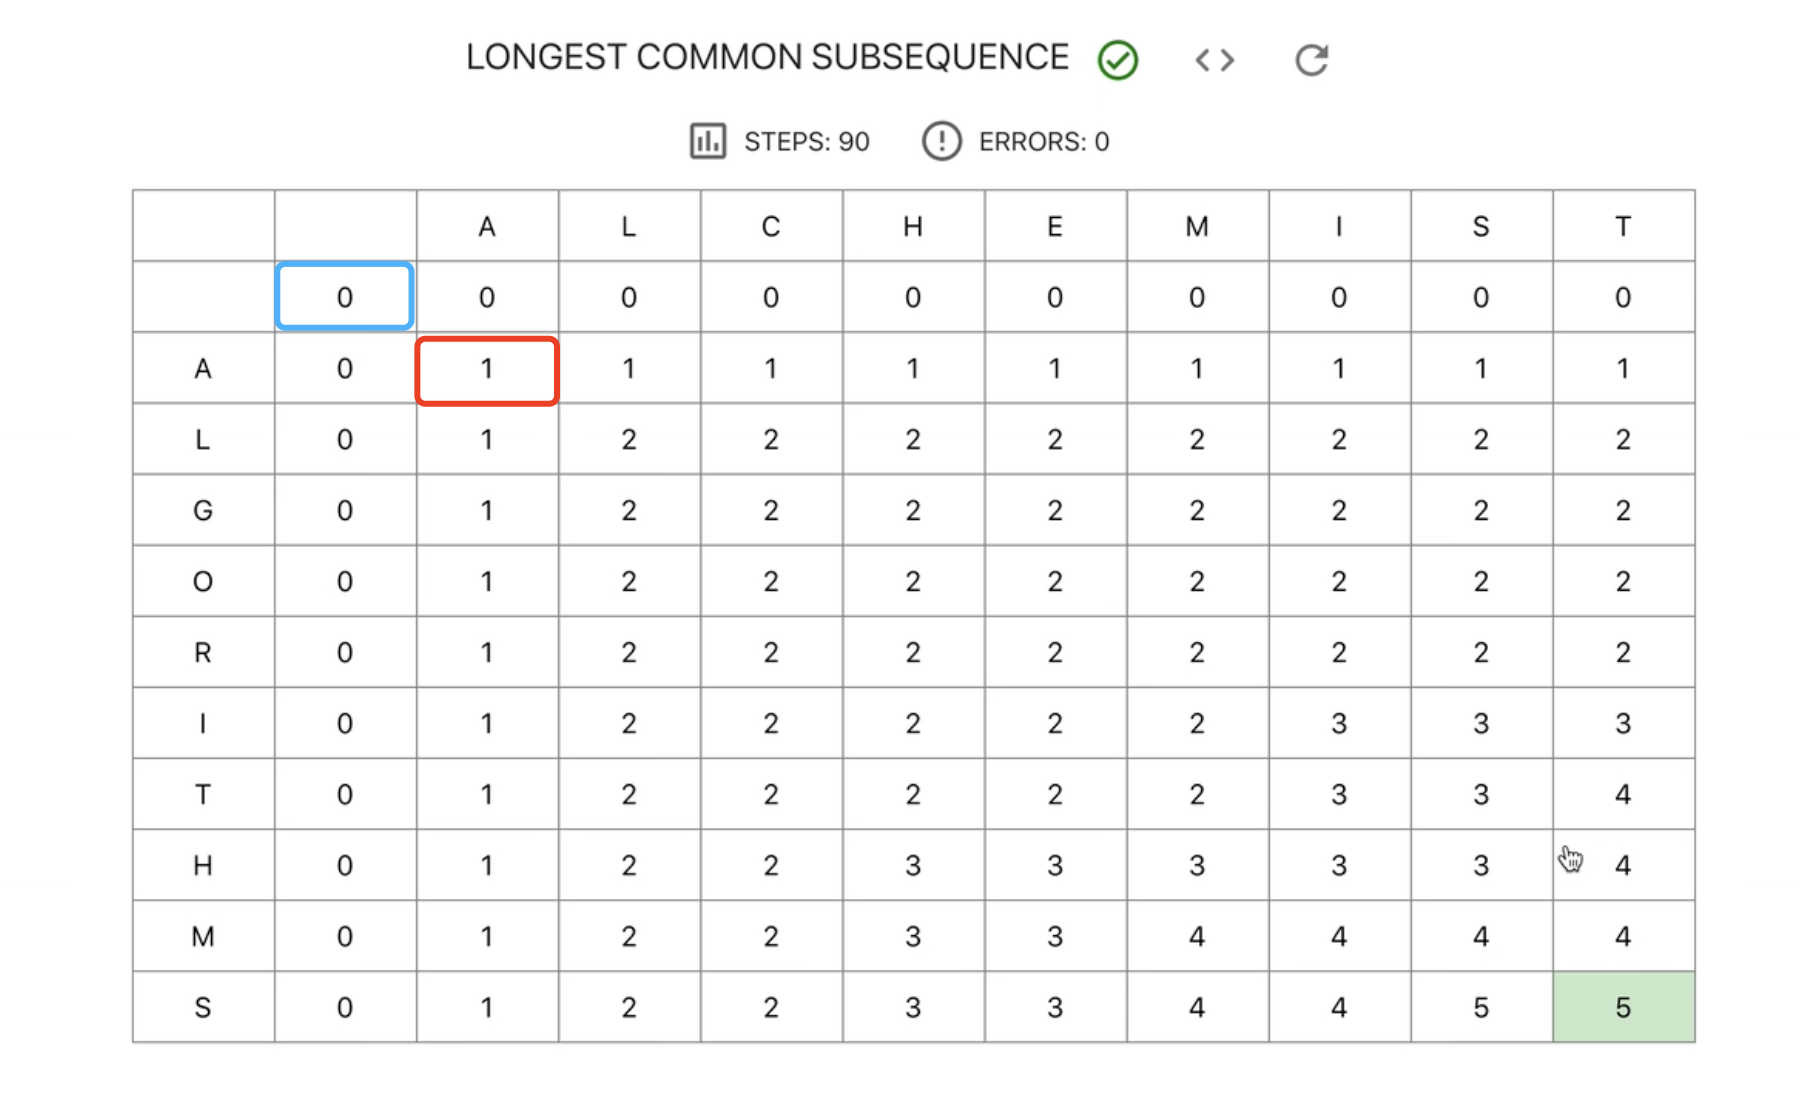 LONGEST COMMON SUBSEQUENCE < >
STEPS: 90 ERRORS: 0
A L C H E M I S T
0 0 0 0 0 0 0 0 0 0
A 0 1 1 1 1 1 1 1 1 1
L 0 1 2 2 2 2 2 2 2 2
G 0 1 2 2 2 2 2 2 2 2
O 0 1 2 2 2 2 2 2 2 2
R 0 1 2 2 2 2 2 2 2 2
I 0 1 2 2 2 2 2 3 3 3
T 0 1 2 2 2 2 2 3 3 4
H 0 1 2 2 3 3 3 3 3 4
M 0 1 2 2 3 3 4 4 4 4
S 0 1 2 2 3 3 4 4 5 5